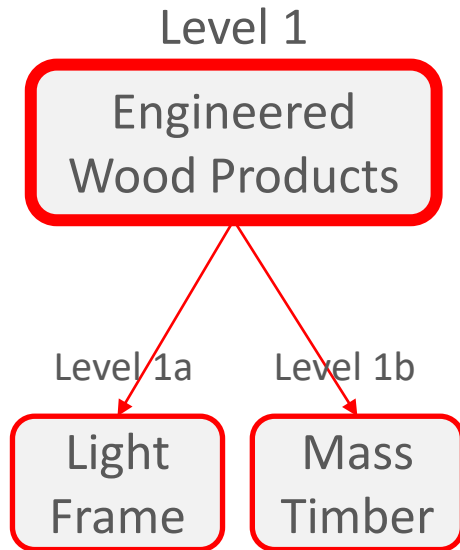 Level 1
Engineered
Wood Products
Level 1a
Level 1b
Light
Frame
Mass
Timber